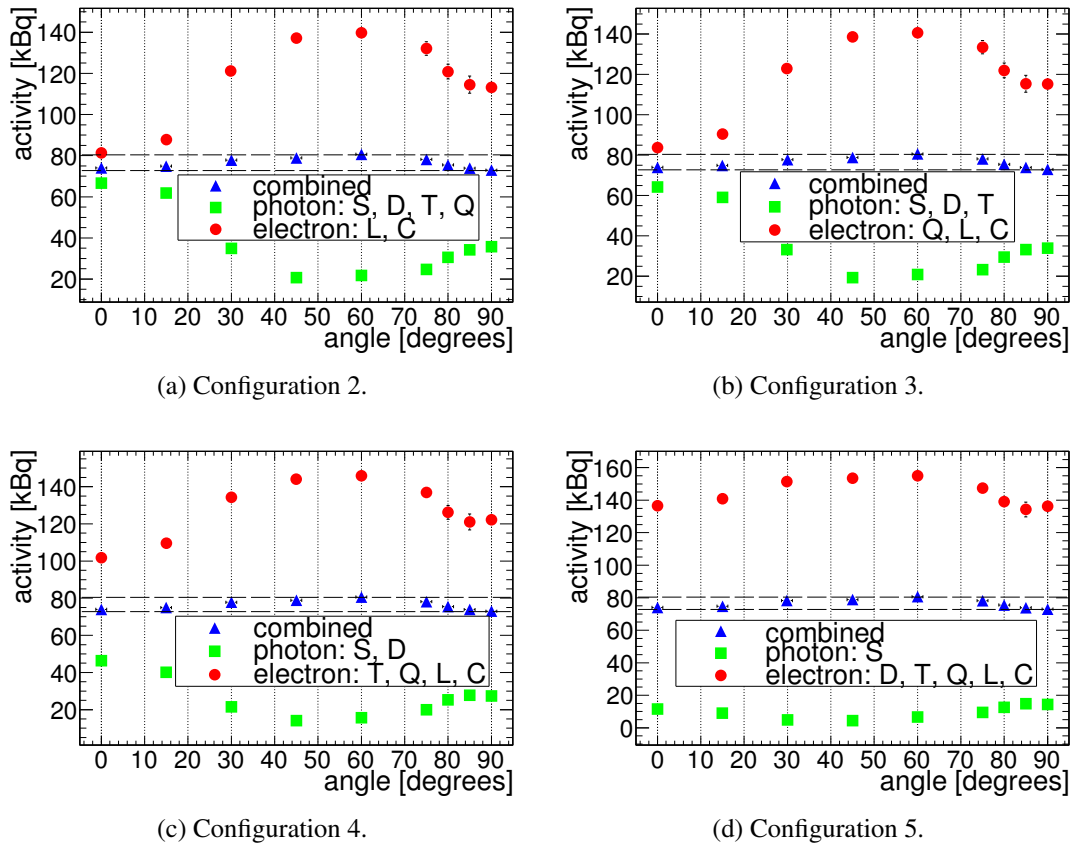 activity [kBq]
140
120
100
80
60
40
20
combined
photon: S, D, T, Q
electron: L, C
0 10 20 30 40 50 60 70 80 90
angle [degrees]
(a) Configuration 2.
activity [kBq]
140
120
100
80
60
40
20
combined
photon: S, D, T
electron: Q, L, C
0 10 20 30 40 50 60 70 80 90
angle [degrees]
(b) Configuration 3.
activity [kBq]
140
120
100
80
60
40
20
combined
photon: S, D
electron: T, Q, L, C
0 10 20 30 40 50 60 70 80 90
angle [degrees]
(c) Configuration 4.
activity [kBq]
160
140
120
100
80
60
40
20
0
combined
photon: S
electron: D, T, Q, L, C
0 10 20 30 40 50 60 70 80 90
angle [degrees]
(d) Configuration 5.